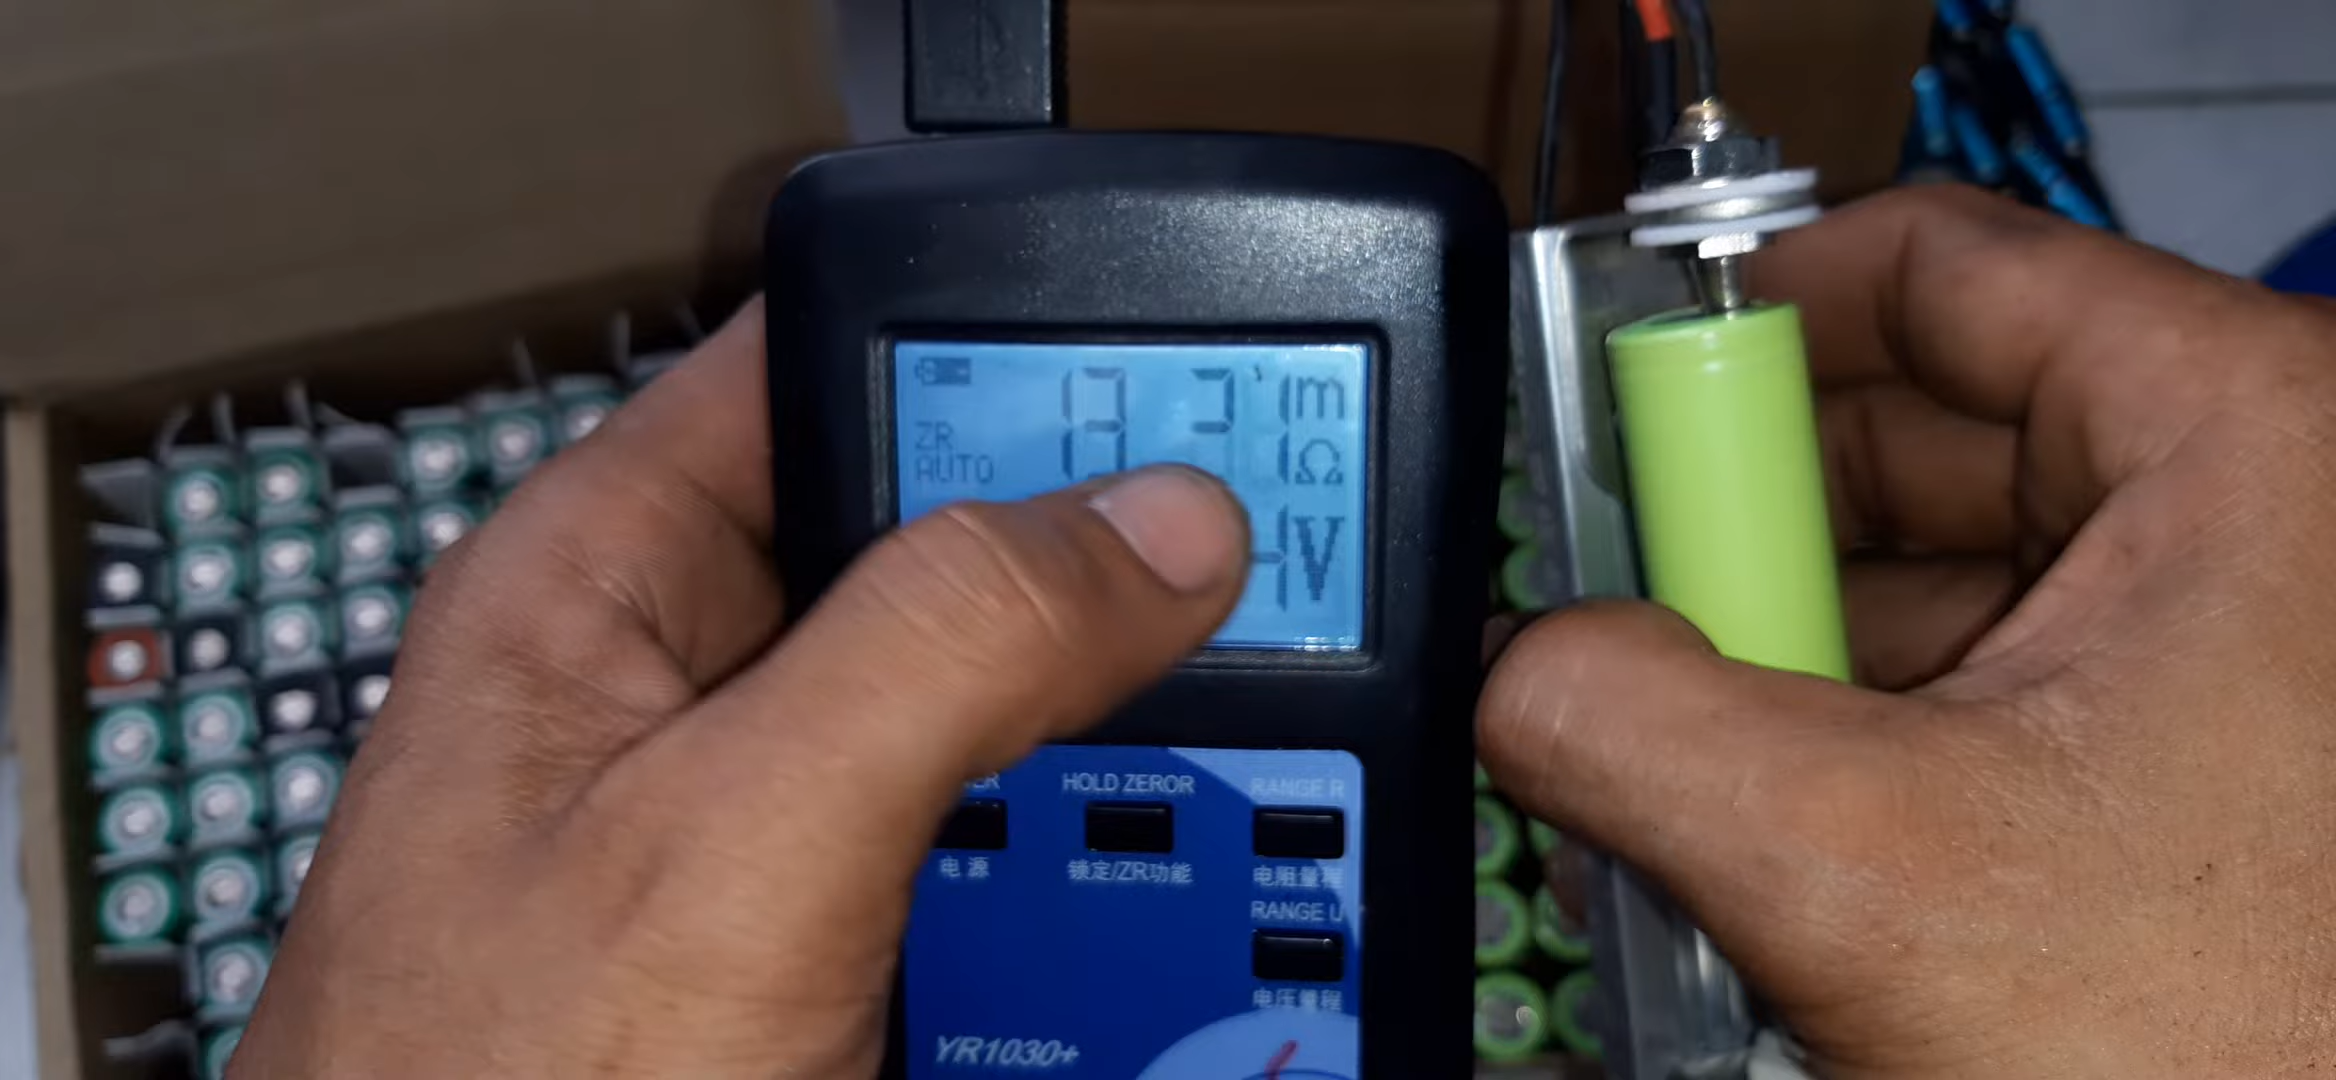 ZR
AUTO
m
Ω
V
HOLD ZEROR
RANGE R
电源
锁定/ZR功能
电阻量程
RANGE U
电压量程
YR1030+